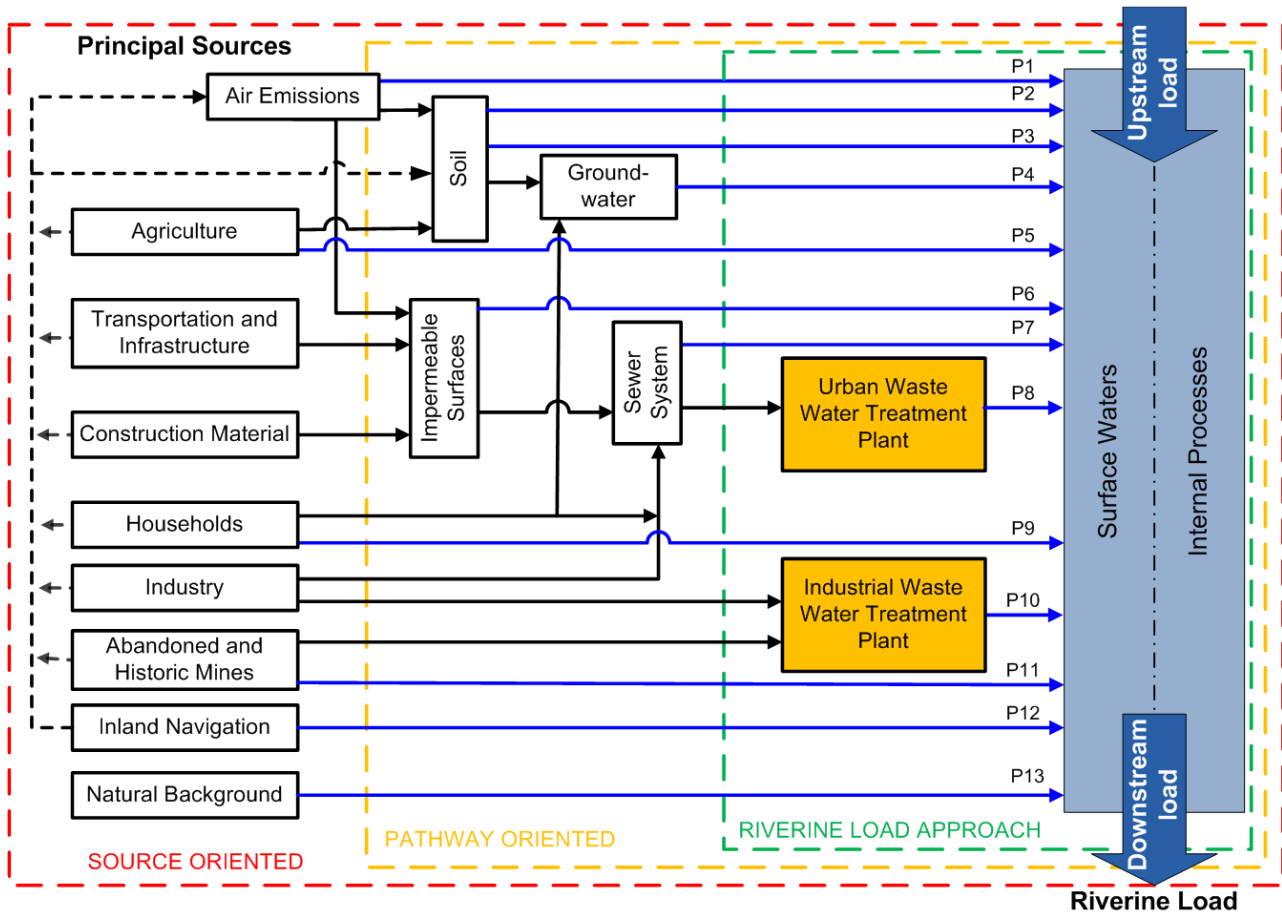 Principal Sources
Air Emissions
Agriculture
Transportation and
Infrastructure
Construction Material
Households
Industry
Abandoned and
Historic Mines
Inland Navigation
Natural Background
SOURCE ORIENTED
Soil
Ground-
water
Impermeable
Surfaces
Sewer
System
PATHWAY ORIENTED
Urban Waste
Water Treatment
Plant
Industrial Waste
Water Treatment
Plant
RIVERINE LOAD APPROACH
P1
P2
P3
P4
P5
P6
P7
P8
P9
P10
P11
P12
P13
Upstream
load
Surface Waters
Internal Processes
Downstream
load
Riverine Load